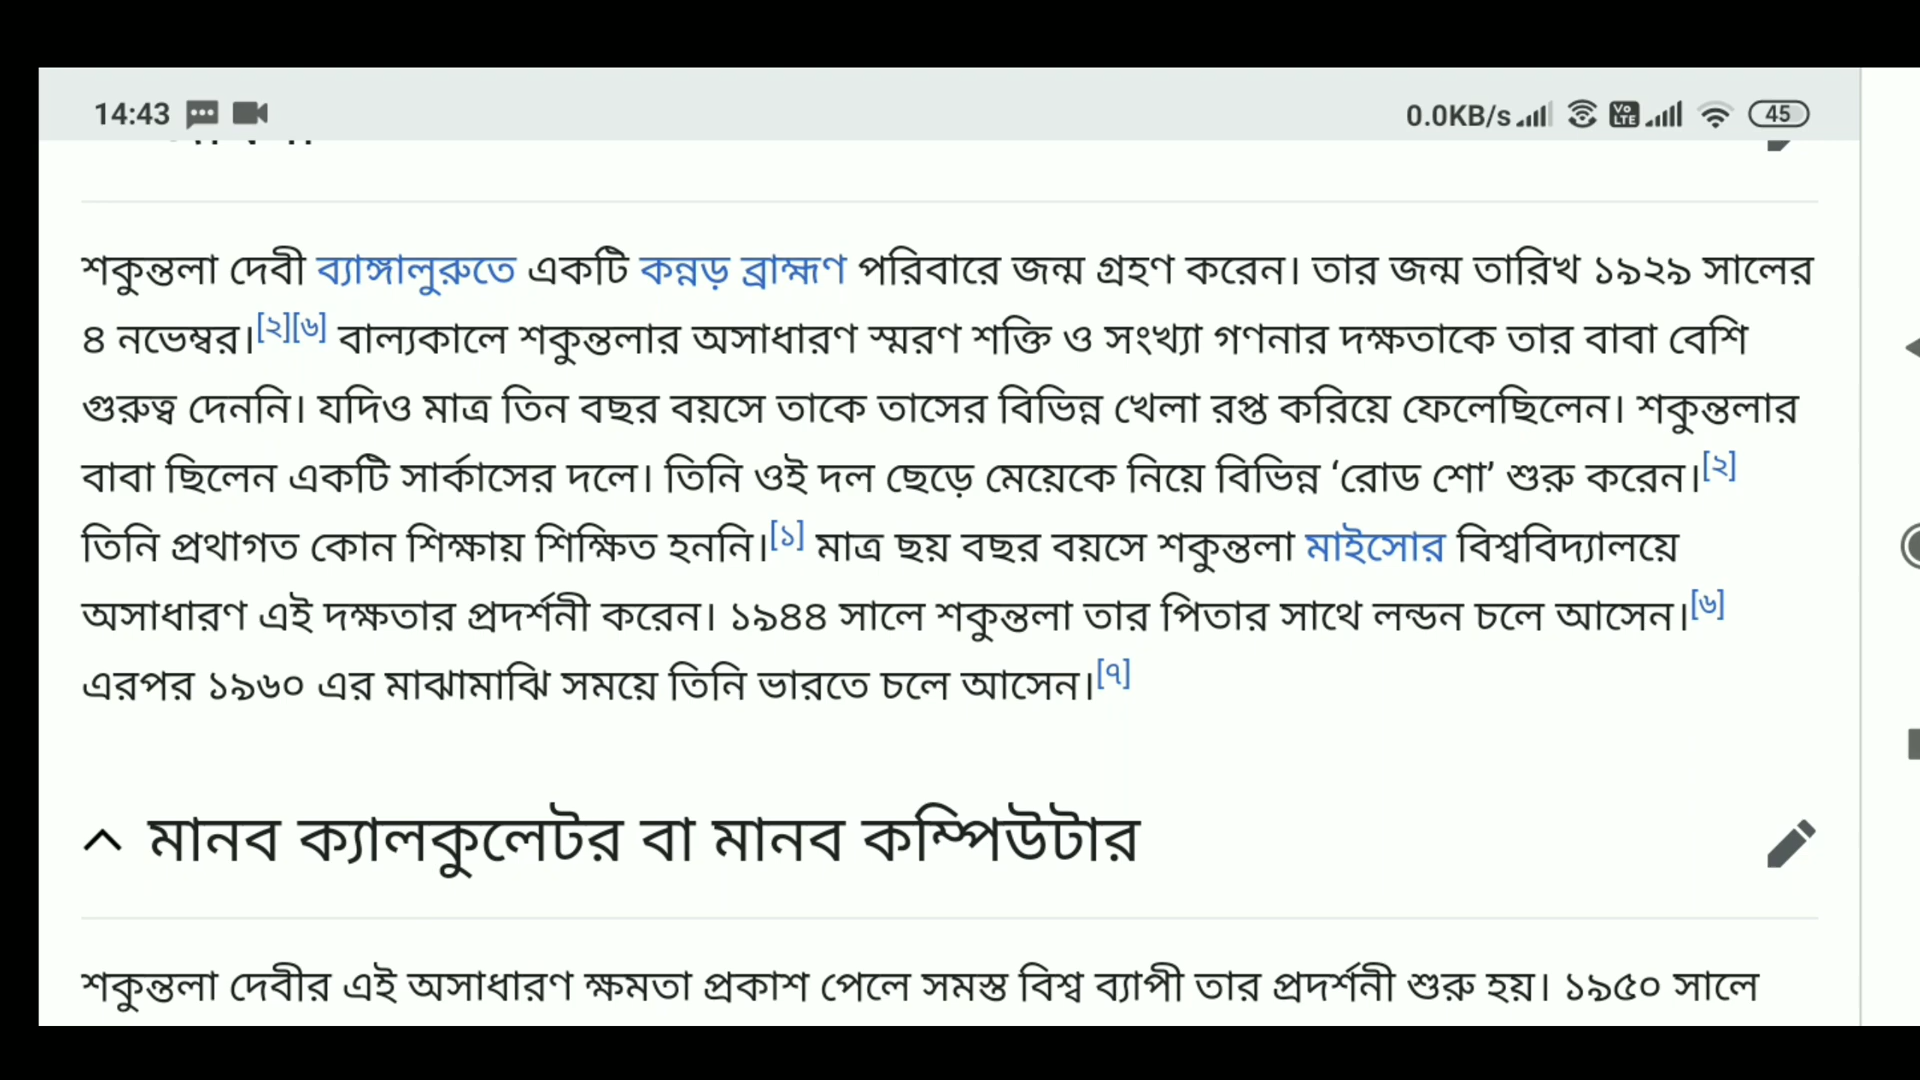 14:43 0.0KB/s Vo LTE 45
শকুন্তলা দেবী ব্যাঙ্গালুরুতে একটি কন্নড় ব্রাহ্মণ পরিবারে জন্ম গ্রহণ করেন। তার জন্ম তারিখ ১৯২৯ সালের
৪ নভেম্বর।[২][৬] বাল্যকালে শকুন্তলার অসাধারণ স্মরণ শক্তি ও সংখ্যা গণনার দক্ষতাকে তার বাবা বেশি
গুরুত্ব দেননি। যদিও মাত্র তিন বছর বয়সে তাকে তাসের বিভিন্ন খেলা রপ্ত করিয়ে ফেলেছিলেন। শকুন্তলার
বাবা ছিলেন একটি সার্কাসের দলে। তিনি ওই দল ছেড়ে মেয়েকে নিয়ে বিভিন্ন ‘রোড শো’ শুরু করেন।[২]
তিনি প্রথাগত কোন শিক্ষায় শিক্ষিত হননি।[১] মাত্র ছয় বছর বয়সে শকুন্তলা মাইসোর বিশ্ববিদ্যালয়ে
অসাধারণ এই দক্ষতার প্রদর্শনী করেন। ১৯৪৪ সালে শকুন্তলা তার পিতার সাথে লন্ডন চলে আসেন।[৬]
এরপর ১৯৬০ এর মাঝামাঝি সময়ে তিনি ভারতে চলে আসেন।[৭]
মানব ক্যালকুলেটর বা মানব কম্পিউটার
শকুন্তলা দেবীর এই অসাধারণ ক্ষমতা প্রকাশ পেলে সমস্ত বিশ্ব ব্যাপী তার প্রদর্শনী শুরু হয়। ১৯৫০ সালে